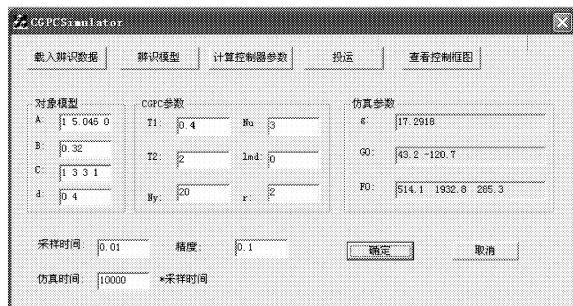 CGPCSimulator
载入辨识数据 辨识模型 计算控制器参数 投运 查看控制框图
对象模型 CGPC参数 仿真参数
A: 1 5.046 0 T1: 0.4 Nu 3 g: 17.2918
B: 0.32 T2: 2 lmd: 0 G0: 43.2 -120.7
C: 1 3 3 1 Ny: 20 r: 2 F0: 514.1 1932.8 285.3
d: 0.4
采样时间: 0.01 精度: 0.1 确定 取消
仿真时间: 10000 *采样时间